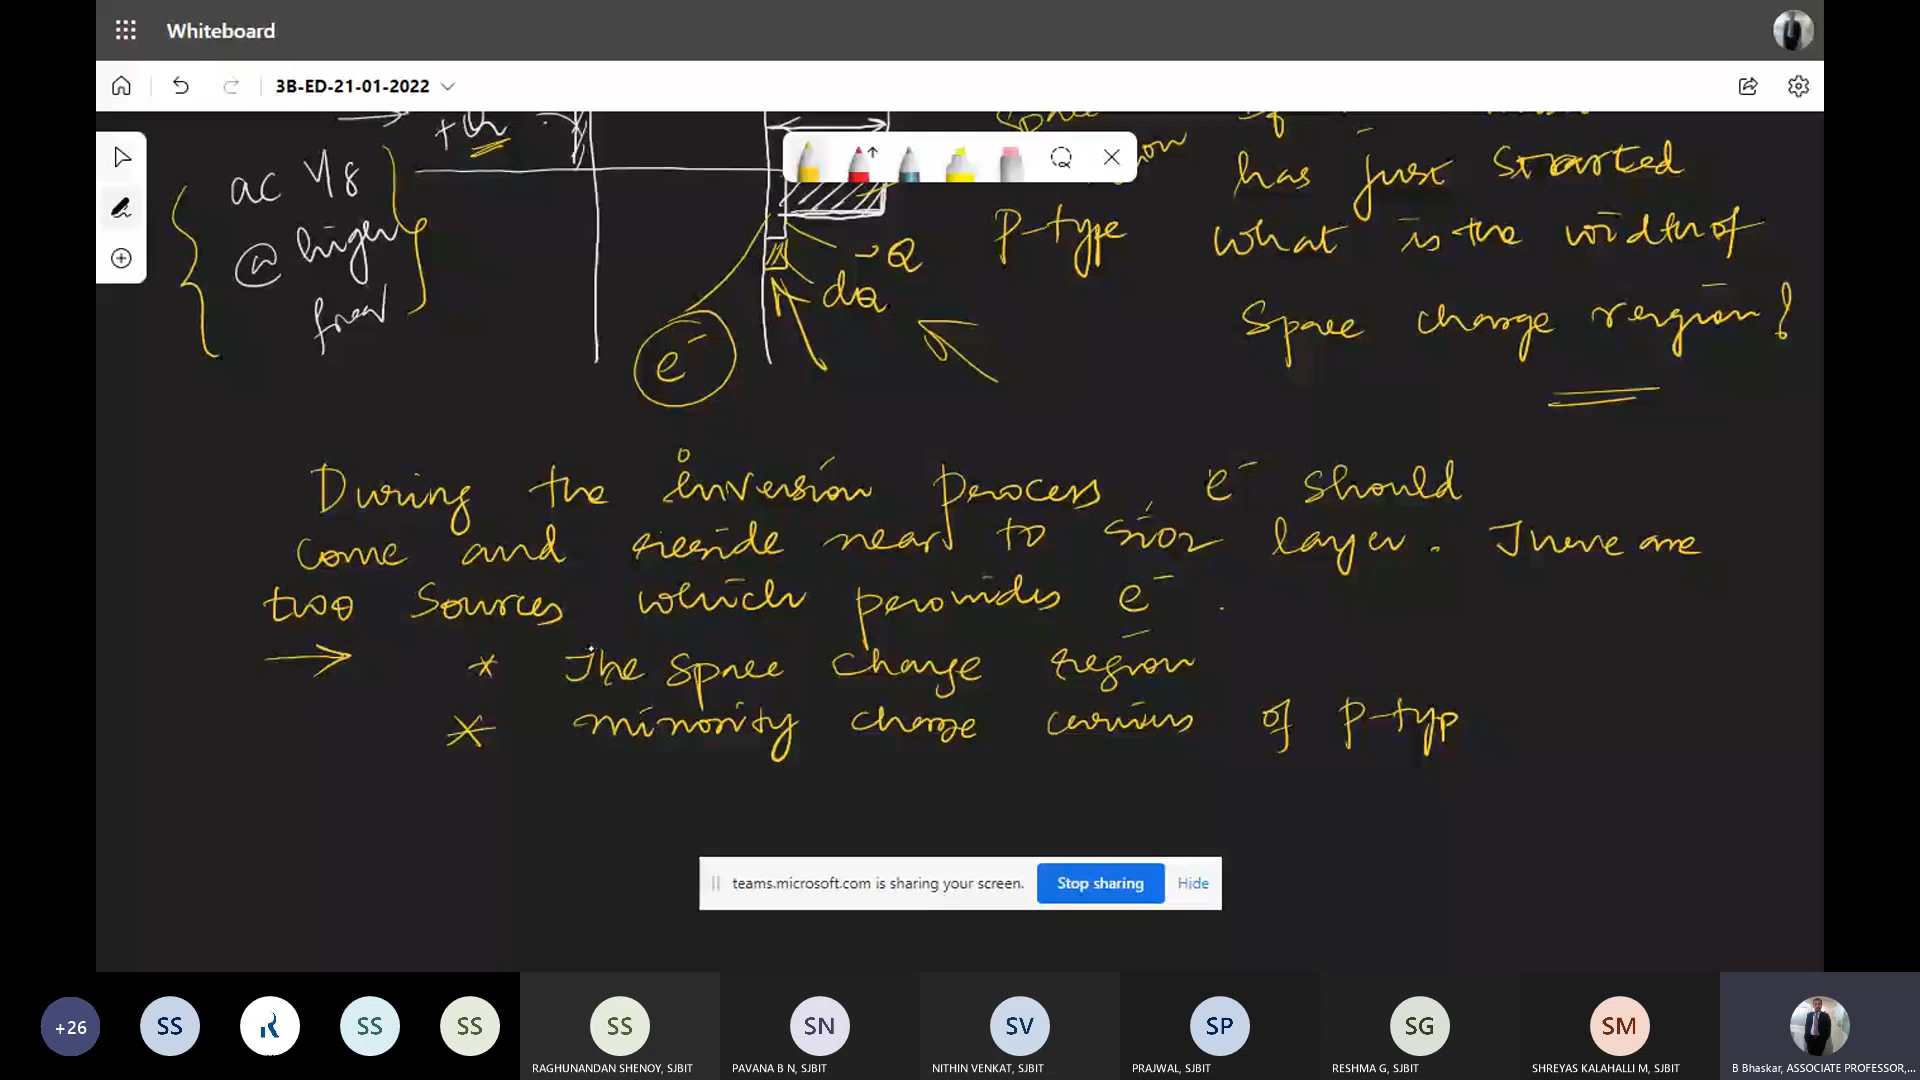 Whiteboard
3B-ED-21-01-2022
+Q
ac V/s
@ higher
freq
e⁻
-Q
dQ
Space
P-type
has just started
what is the width of
Space charge region?
During the inversion process, e⁻ should
come and reside near to SiO2 layer. There are
two sources which provides e⁻.
→ * The space charge region
* minority charge carriers of P-typ
teams.microsoft.com is sharing your screen. Stop sharing Hide
+26 SS SS SS SS SN SV SP SG SM
RAGHUNANDAN SHENOY, SJBIT PAVANA B N, SJBIT NITHIN VENKAT, SJBIT PRAJWAL, SJBIT RESHMA G, SJBIT SHREYAS KALAHALLI M, SJBIT B Bhaskar, ASSOCIATE PROFESSOR,...